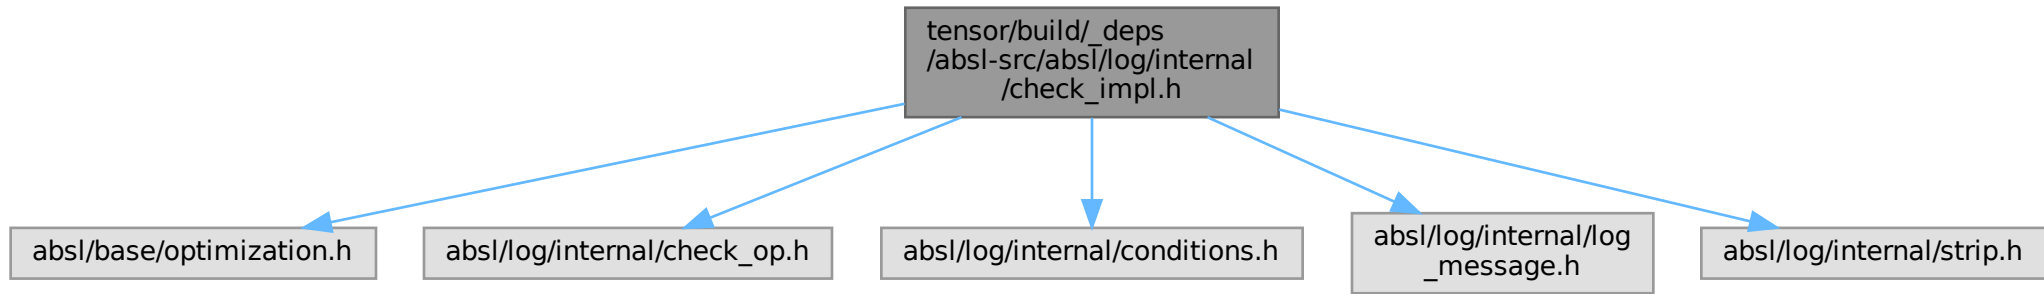 tensor/build/_deps
/absl-src/absl/log/internal
/check_impl.h
absl/base/optimization.h
absl/log/internal/check_op.h
absl/log/internal/conditions.h
absl/log/internal/log
_message.h
absl/log/internal/strip.h